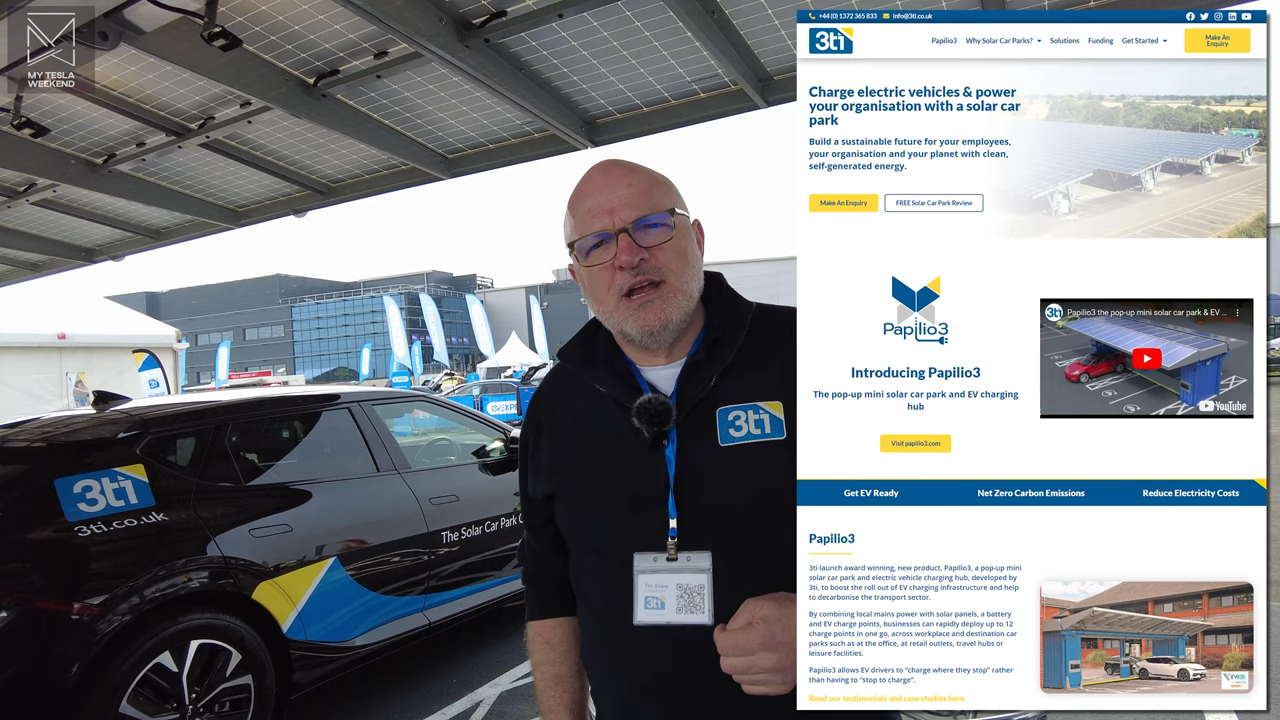 MY TESLA
WEEKEND
3ti
3ti.co.uk
The Solar Car Park C
3ti
3ti
+44 (0) 1372 365 833
info@3ti.co.uk
3ti
Papilio3
Why Solar Car Parks?
Solutions
Funding
Get Started
Make An
Enquiry
Charge electric vehicles & power
your organisation with a solar car
park
Build a sustainable future for your employees,
your organisation and your planet with clean,
self-generated energy.
Make An Enquiry
FREE Solar Car Park Review
Papilio3
Introducing Papilio3
The pop-up mini solar car park and EV charging
hub
Visit papilio3.com
3ti
Papilio3 the pop-up mini solar car park & EV ...
YouTube
Get EV Ready
Net Zero Carbon Emissions
Reduce Electricity Costs
Papilio3
3ti launch award winning, new product, Papilio3, a pop-up mini
solar car park and electric vehicle charging hub, developed by
3ti, to boost the roll out of EV charging infrastructure and help
to decarbonise the transport sector.
By combining local mains power with solar panels, a battery
and EV charge points, businesses can rapidly deploy up to 12
charge points in one go, across workplace and destination car
parks such as at the office, at retail outlets, travel hubs or
leisure facilities.
Papilio3 allows EV drivers to “charge where they stop” rather
than having to “stop to charge”.
Read our testimonials and case studies here